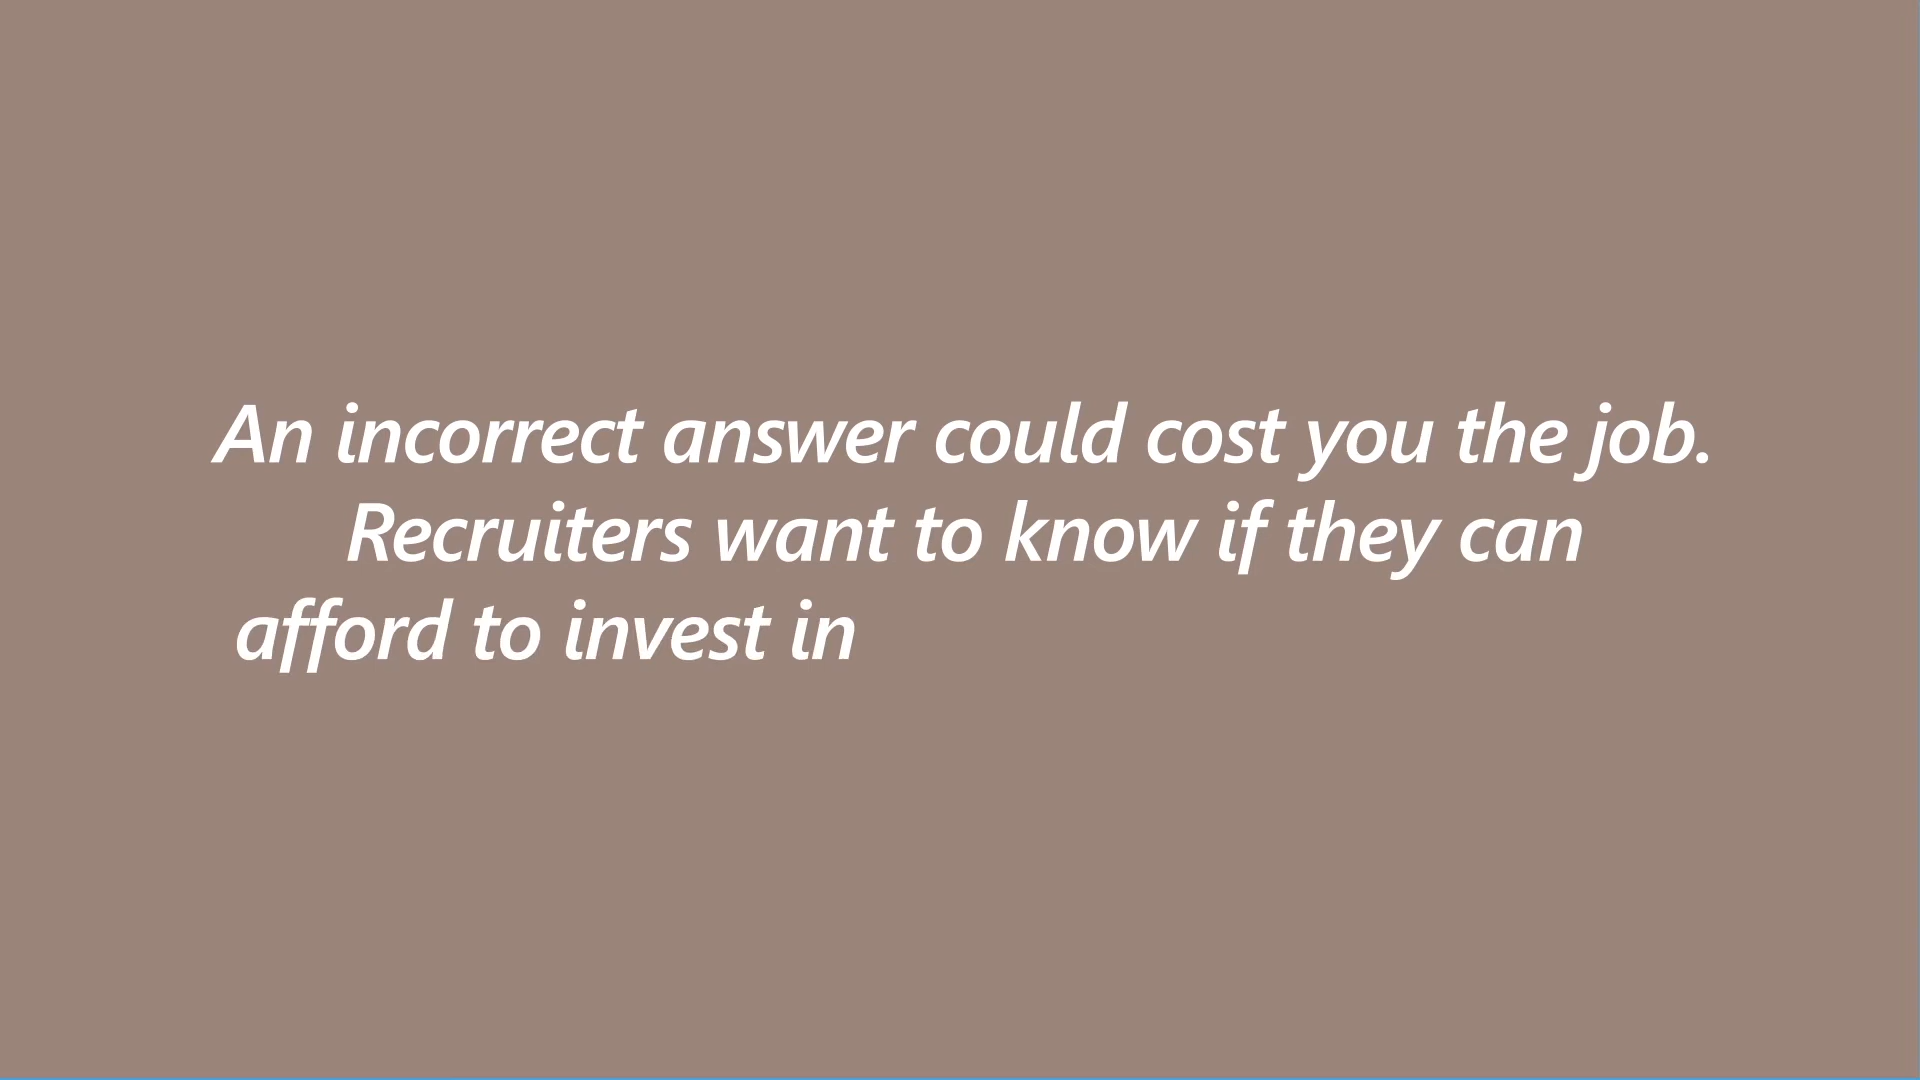 An incorrect answer could cost you the job.
Recruiters want to know if they can
afford to invest in